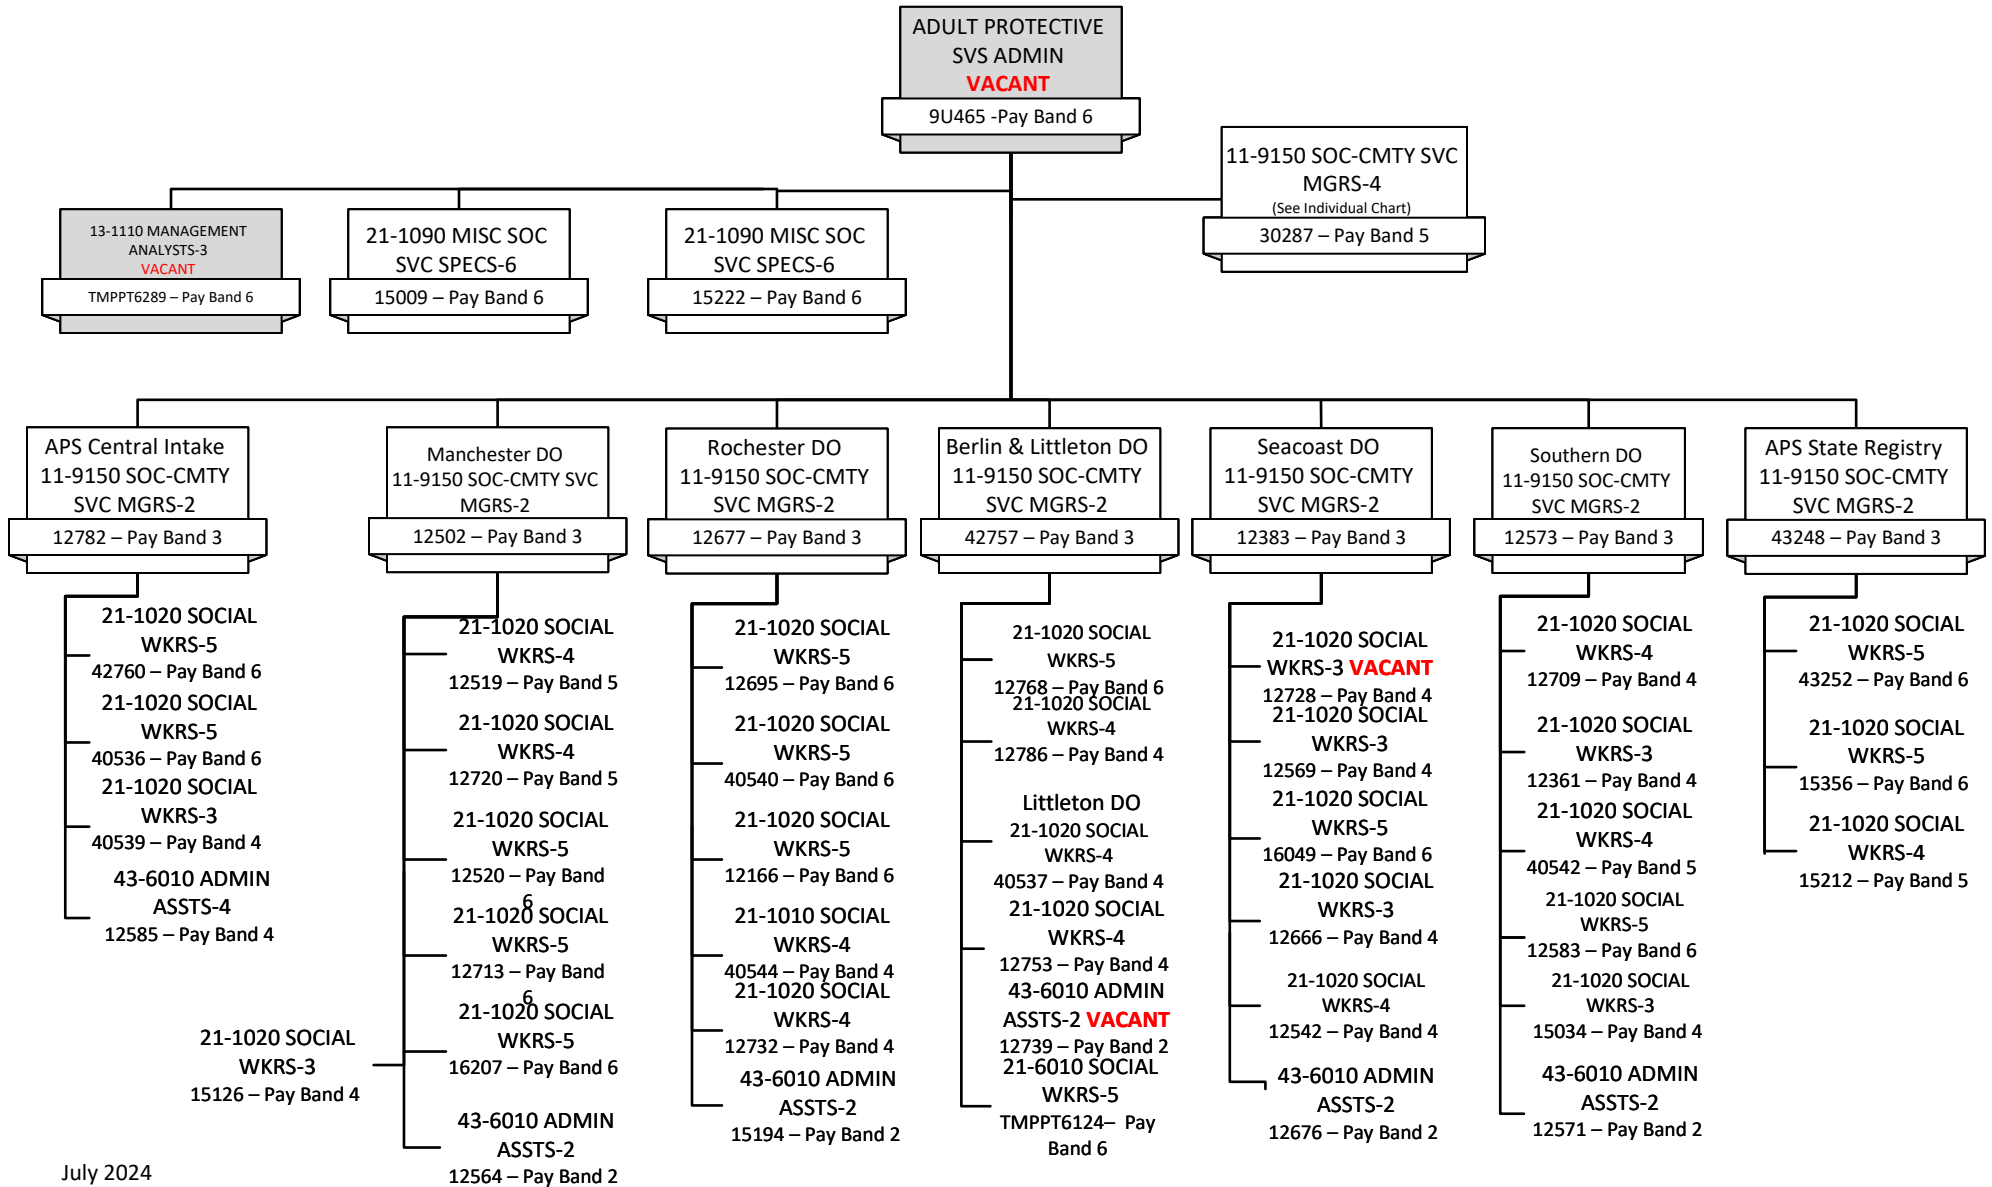 ADULT PROTECTIVE
SVS ADMIN
VACANT
9U465 -Pay Band 6
11-9150 SOC-CMTY SVC
MGRS-4
(See Individual Chart)
30287 – Pay Band 5
13-1110 MANAGEMENT
ANALYSTS-3
VACANT
TMPPT6289 – Pay Band 6
21-1090 MISC SOC
SVC SPECS-6
15009 – Pay Band 6
21-1090 MISC SOC
SVC SPECS-6
15222 – Pay Band 6
APS Central Intake
11-9150 SOC-CMTY
SVC MGRS-2
12782 – Pay Band 3
21-1020 SOCIAL
WKRS-5
42760 – Pay Band 6
21-1020 SOCIAL
WKRS-5
40536 – Pay Band 6
21-1020 SOCIAL
WKRS-3
40539 – Pay Band 4
43-6010 ADMIN
ASSTS-4
12585 – Pay Band 4
Manchester DO
11-9150 SOC-CMTY SVC
MGRS-2
12502 – Pay Band 3
21-1020 SOCIAL
WKRS-4
12519 – Pay Band 5
21-1020 SOCIAL
WKRS-4
12720 – Pay Band 5
21-1020 SOCIAL
WKRS-5
12520 – Pay Band
6
21-1020 SOCIAL
WKRS-5
12713 – Pay Band
6
21-1020 SOCIAL
WKRS-5
16207 – Pay Band 6
21-1020 SOCIAL
WKRS-3
15126 – Pay Band 4
43-6010 ADMIN
ASSTS-2
12564 – Pay Band 2
Rochester DO
11-9150 SOC-CMTY
SVC MGRS-2
12677 – Pay Band 3
21-1020 SOCIAL
WKRS-5
12695 – Pay Band 6
21-1020 SOCIAL
WKRS-5
40540 – Pay Band 6
21-1020 SOCIAL
WKRS-5
12166 – Pay Band 6
21-1010 SOCIAL
WKRS-4
40544 – Pay Band 4
21-1020 SOCIAL
WKRS-4
12732 – Pay Band 4
43-6010 ADMIN
ASSTS-2
15194 – Pay Band 2
Berlin & Littleton DO
11-9150 SOC-CMTY
SVC MGRS-2
42757 – Pay Band 3
21-1020 SOCIAL
WKRS-5
12768 – Pay Band 6
21-1020 SOCIAL
WKRS-4
12786 – Pay Band 4
Littleton DO
21-1020 SOCIAL
WKRS-4
40537 – Pay Band 4
21-1020 SOCIAL
WKRS-4
12753 – Pay Band 4
43-6010 ADMIN
ASSTS-2 VACANT
12739 – Pay Band 2
21-6010 SOCIAL
WKRS-5
TMPPT6124– Pay
Band 6
Seacoast DO
11-9150 SOC-CMTY
SVC MGRS-2
12383 – Pay Band 3
21-1020 SOCIAL
WKRS-3 VACANT
12728 – Pay Band 4
21-1020 SOCIAL
WKRS-3
12569 – Pay Band 4
21-1020 SOCIAL
WKRS-5
16049 – Pay Band 6
21-1020 SOCIAL
WKRS-3
12666 – Pay Band 4
21-1020 SOCIAL
WKRS-4
12542 – Pay Band 4
43-6010 ADMIN
ASSTS-2
12676 – Pay Band 2
Southern DO
11-9150 SOC-CMTY
SVC MGRS-2
12573 – Pay Band 3
21-1020 SOCIAL
WKRS-4
12709 – Pay Band 4
21-1020 SOCIAL
WKRS-3
12361 – Pay Band 4
21-1020 SOCIAL
WKRS-4
40542 – Pay Band 5
21-1020 SOCIAL
WKRS-5
12583 – Pay Band 6
21-1020 SOCIAL
WKRS-3
15034 – Pay Band 4
43-6010 ADMIN
ASSTS-2
12571 – Pay Band 2
APS State Registry
11-9150 SOC-CMTY
SVC MGRS-2
43248 – Pay Band 3
21-1020 SOCIAL
WKRS-5
43252 – Pay Band 6
21-1020 SOCIAL
WKRS-5
15356 – Pay Band 6
21-1020 SOCIAL
WKRS-4
15212 – Pay Band 5
July 2024